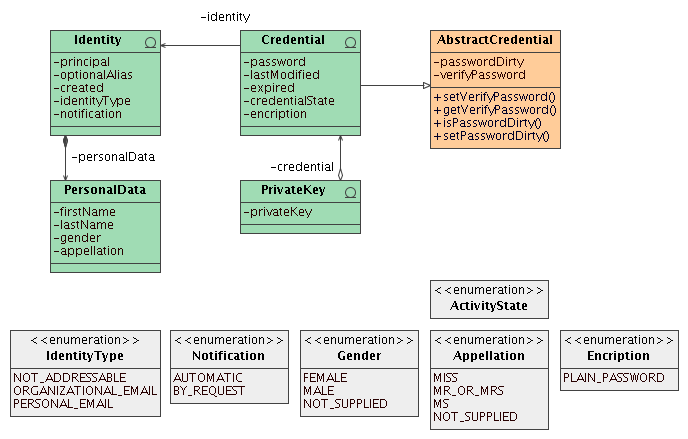 -identity
Identity
-principal
-optionalAlias
-created
-identityType
-notification
Credential
-password
-lastModified
-expired
-credentialState
-encription
AbstractCredential
-passwordDirty
-verifyPassword
+setVerifyPassword()
+getVerifyPassword()
+isPasswordDirty()
+setPasswordDirty()
-personalData
-credential
PersonalData
-firstName
-lastName
-gender
-appellation
PrivateKey
-privateKey
<<enumeration>>
ActivityState
<<enumeration>>
IdentityType
NOT_ADDRESSABLE
ORGANIZATIONAL_EMAIL
PERSONAL_EMAIL
<<enumeration>>
Notification
AUTOMATIC
BY_REQUEST
<<enumeration>>
Gender
FEMALE
MALE
NOT_SUPPLIED
<<enumeration>>
Appellation
MISS
MR_OR_MRS
MS
NOT_SUPPLIED
<<enumeration>>
Encription
PLAIN_PASSWORD